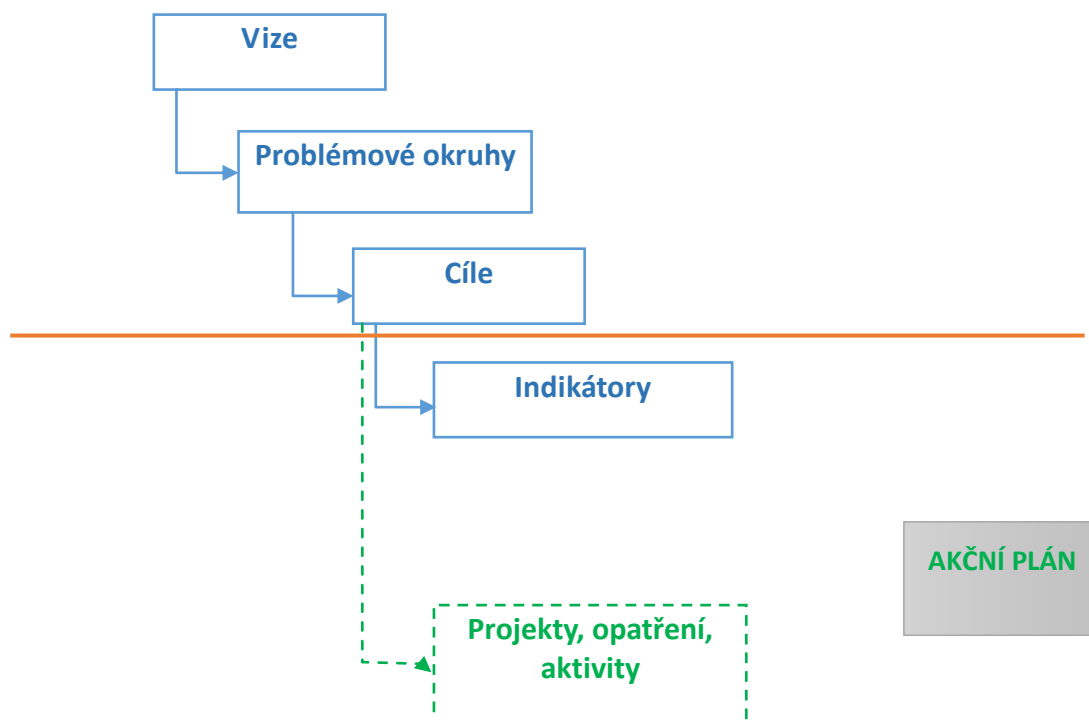 Vize
Problémové okruhy
Cíle
Indikátory
AKČNÍ PLÁN
Projekty, opatření,
aktivity